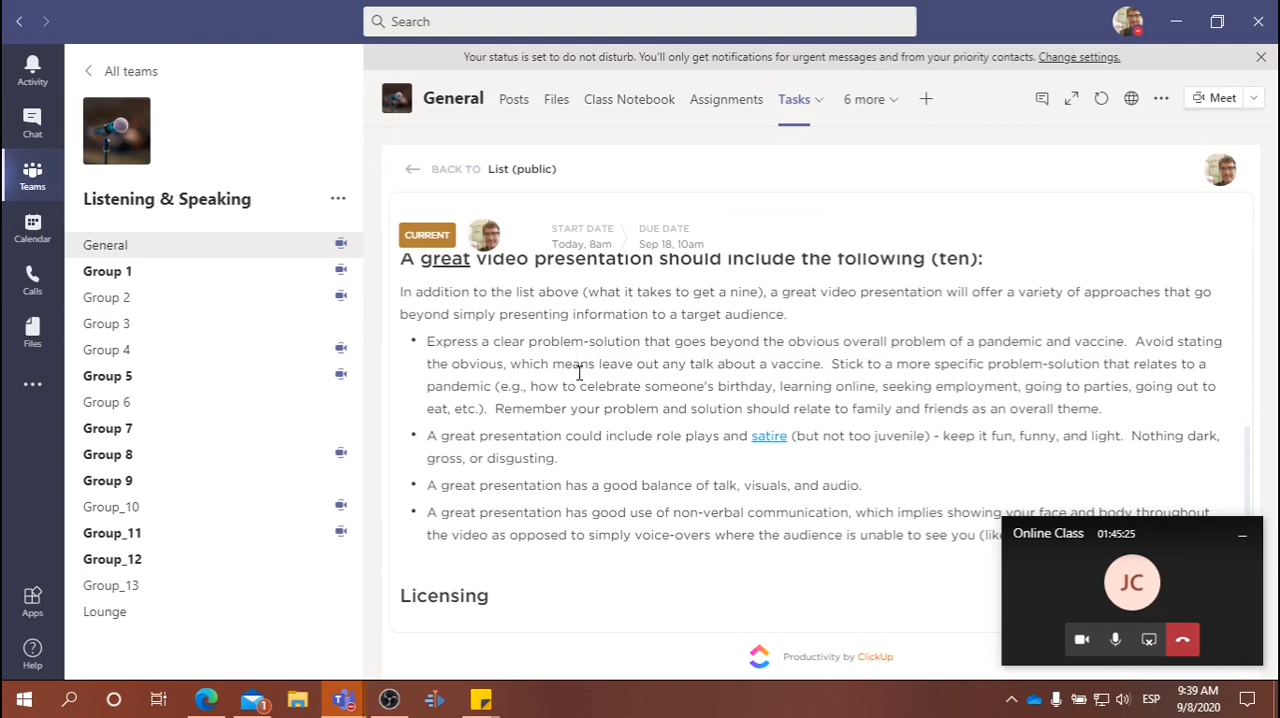 Search
Your status is set to do not disturb. You'll only get notifications for urgent messages and from your priority contacts. Change settings.
Activity
Chat
Teams
Calendar
Calls
Files
Apps
Help
All teams
Listening & Speaking
General
Group 1
Group 2
Group 3
Group 4
Group 5
Group 6
Group 7
Group 8
Group 9
Group_10
Group_11
Group_12
Group_13
Lounge
General Posts Files Class Notebook Assignments Tasks 6 more Meet
BACK TO List (public)
CURRENT
START DATE DUE DATE
Today, 8am Sep 18, 10am
A great video presentation should include the following (ten):
In addition to the list above (what it takes to get a nine), a great video presentation will offer a variety of approaches that go
beyond simply presenting information to a target audience.
• Express a clear problem-solution that goes beyond the obvious overall problem of a pandemic and vaccine. Avoid stating
the obvious, which means leave out any talk about a vaccine. Stick to a more specific problem-solution that relates to a
pandemic (e.g., how to celebrate someone's birthday, learning online, seeking employment, going to parties, going out to
eat, etc.). Remember your problem and solution should relate to family and friends as an overall theme.
• A great presentation could include role plays and satire (but not too juvenile) - keep it fun, funny, and light. Nothing dark,
gross, or disgusting.
• A great presentation has a good balance of talk, visuals, and audio.
• A great presentation has good use of non-verbal communication, which implies showing your face and body throughout
the video as opposed to simply voice-overs where the audience is unable to see you (lik
Licensing
Productivity by ClickUp
Online Class 01:45:25
JC
1
ESP
9:39 AM
9/8/2020